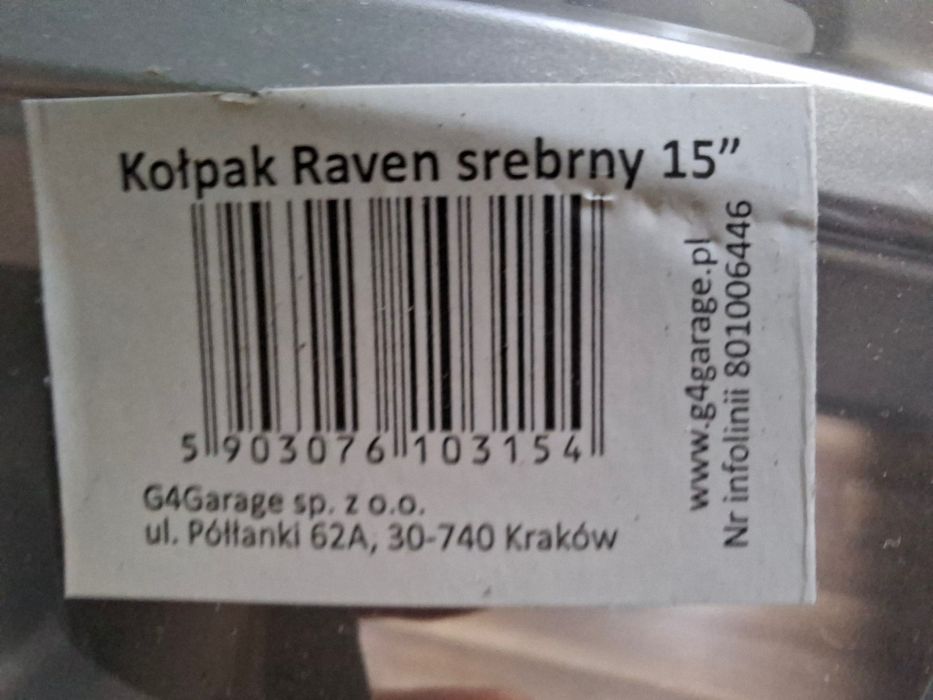 Kołpak Raven srebrny 15”
5 903076 103154
G4Garage sp. z o.o.
ul. Półłanki 62A, 30-740 Kraków
www.g4garage.pl
Nr infolinii 801006446